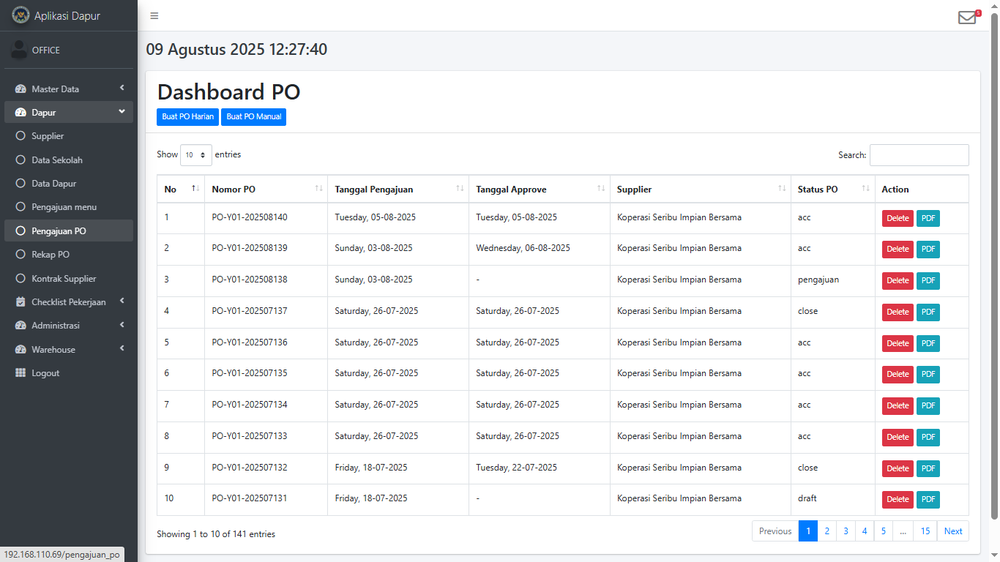 Aplikasi Dapur
5
OFFICE
09 Agustus 2025 12:27:40
Master Data
Dapur
Supplier
Data Sekolah
Data Dapur
Pengajuan menu
Pengajuan PO
Rekap PO
Kontrak Supplier
Checklist Pekerjaan
Administrasi
Warehouse
Logout
Dashboard PO
Buat PO Harian Buat PO Manual
Show 10 entries Search:
No Nomor PO Tanggal Pengajuan Tanggal Approve Supplier Status PO Action
1 PO-Y01-202508140 Tuesday, 05-08-2025 Tuesday, 05-08-2025 Koperasi Seribu Impian Bersama acc Delete PDF
2 PO-Y01-202508139 Sunday, 03-08-2025 Wednesday, 06-08-2025 Koperasi Seribu Impian Bersama acc Delete PDF
3 PO-Y01-202508138 Sunday, 03-08-2025 - Koperasi Seribu Impian Bersama pengajuan Delete PDF
4 PO-Y01-202507137 Saturday, 26-07-2025 Saturday, 26-07-2025 Koperasi Seribu Impian Bersama close Delete PDF
5 PO-Y01-202507136 Saturday, 26-07-2025 Saturday, 26-07-2025 Koperasi Seribu Impian Bersama acc Delete PDF
6 PO-Y01-202507135 Saturday, 26-07-2025 Saturday, 26-07-2025 Koperasi Seribu Impian Bersama acc Delete PDF
7 PO-Y01-202507134 Saturday, 26-07-2025 Saturday, 26-07-2025 Koperasi Seribu Impian Bersama acc Delete PDF
8 PO-Y01-202507133 Saturday, 26-07-2025 Saturday, 26-07-2025 Koperasi Seribu Impian Bersama acc Delete PDF
9 PO-Y01-202507132 Friday, 18-07-2025 Tuesday, 22-07-2025 Koperasi Seribu Impian Bersama close Delete PDF
10 PO-Y01-202507131 Friday, 18-07-2025 - Koperasi Seribu Impian Bersama draft Delete PDF
Showing 1 to 10 of 141 entries Previous 1 2 3 4 5 ... 15 Next
192.168.110.69/pengajuan_po